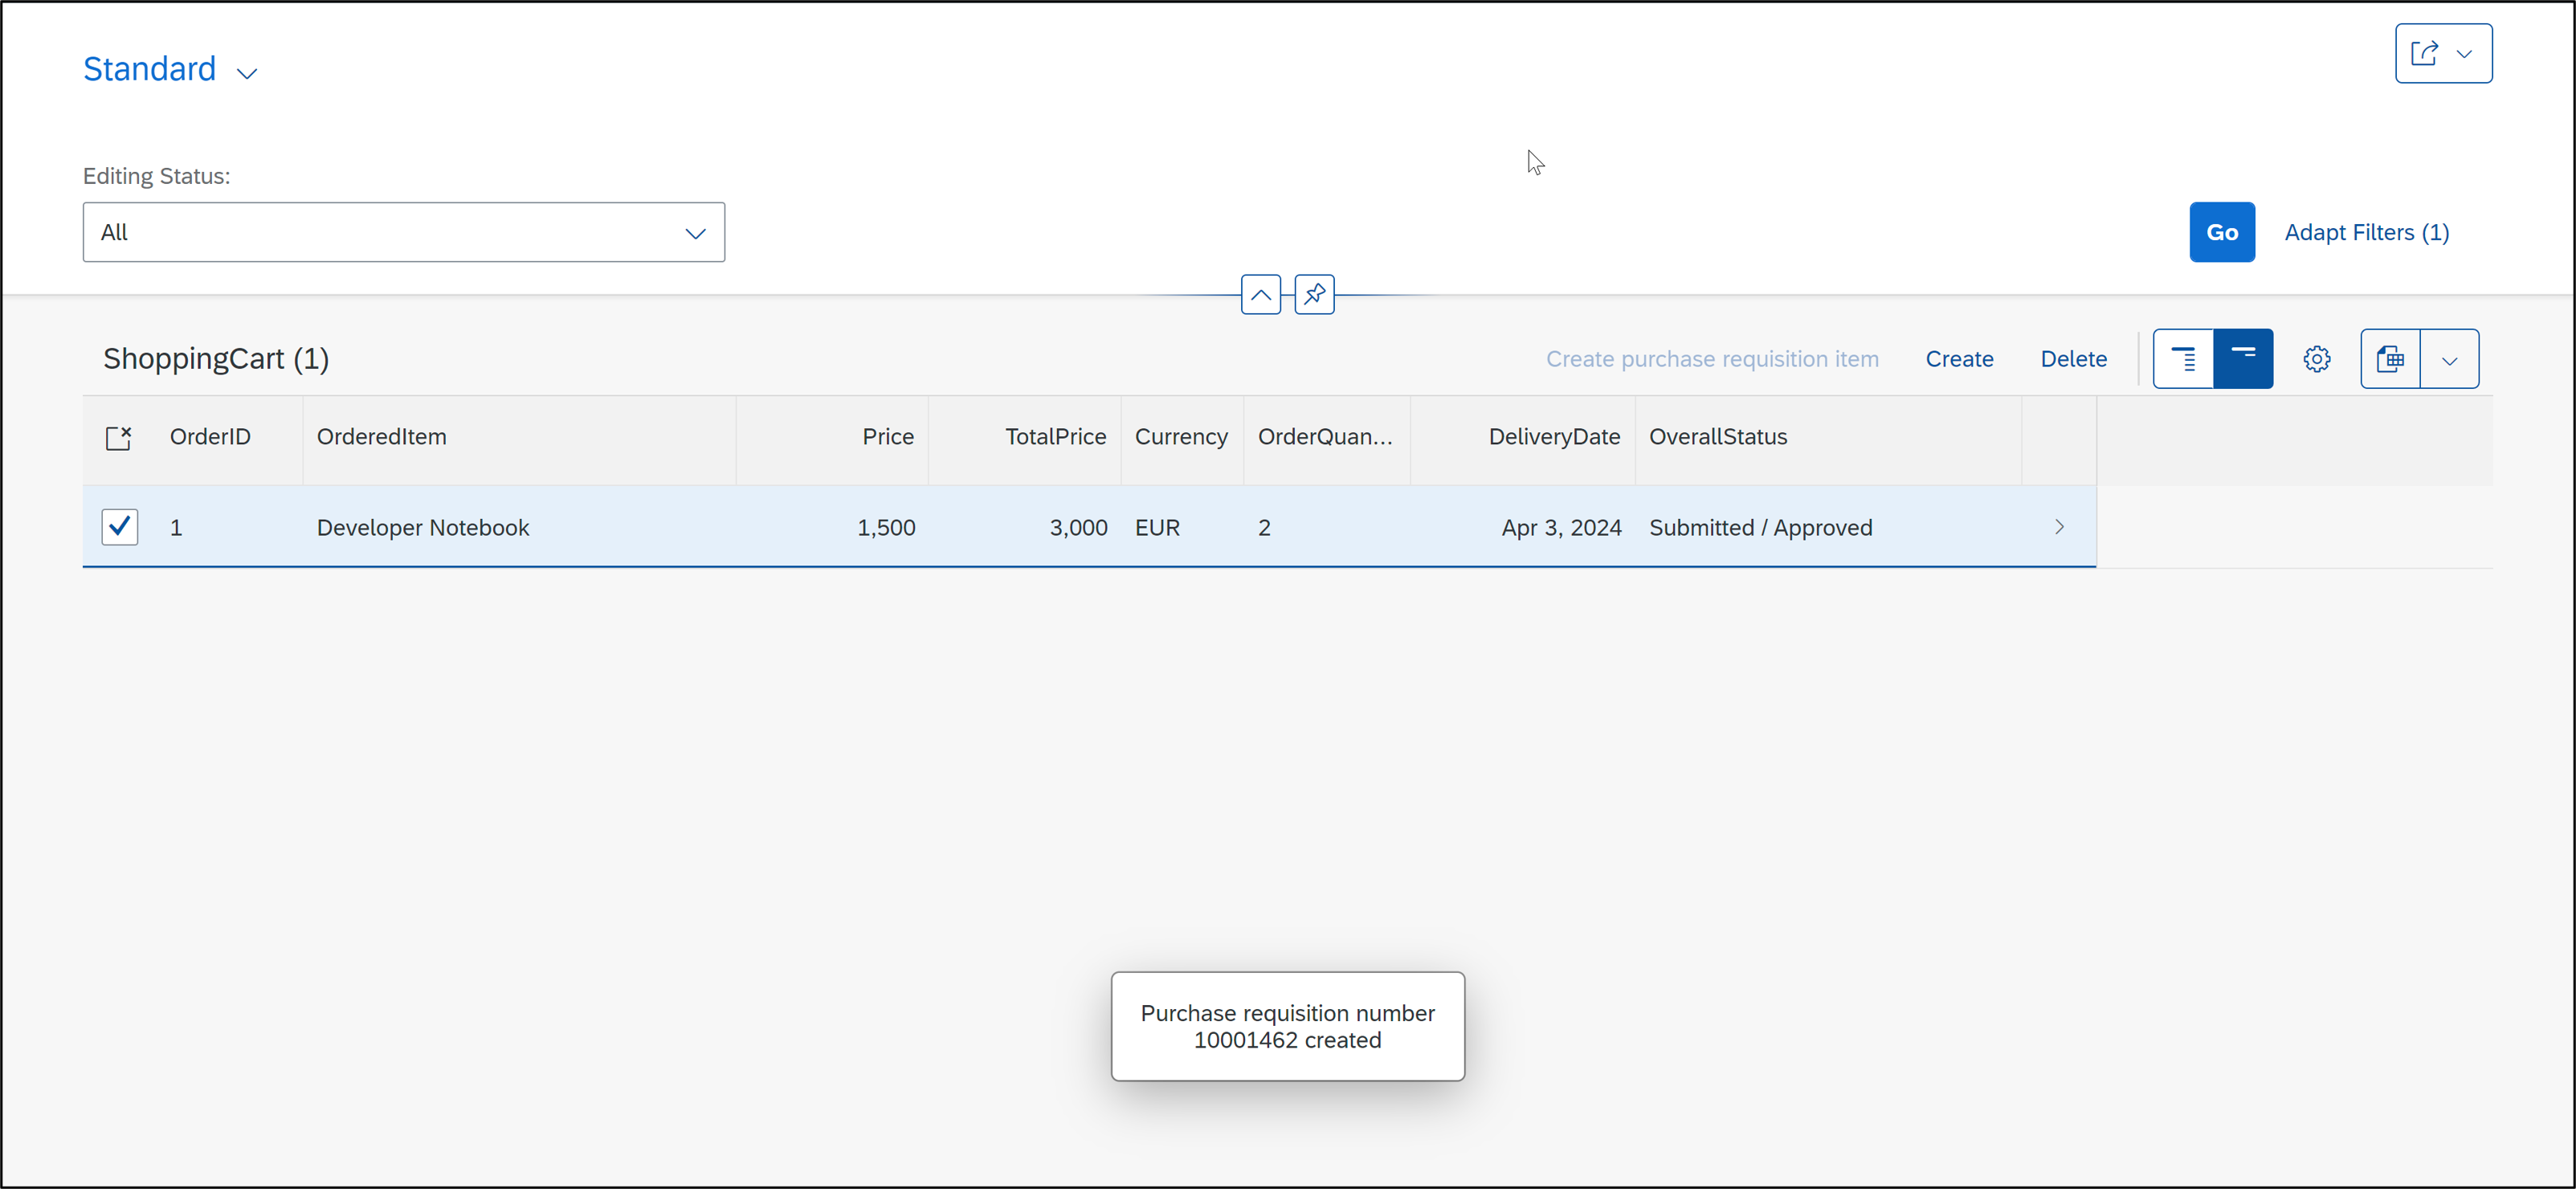 Standard
Editing Status:
All
Go Adapt Filters (1)
ShoppingCart (1) Create purchase requisition item Create Delete
OrderID OrderedItem Price TotalPrice Currency OrderQuan... DeliveryDate OverallStatus
1 Developer Notebook 1,500 3,000 EUR 2 Apr 3, 2024 Submitted / Approved
Purchase requisition number
10001462 created